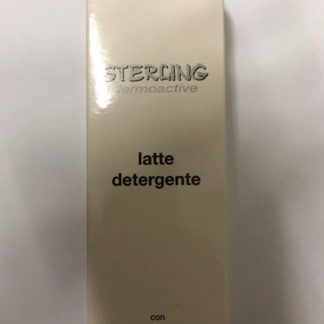 STERLING
dermoactive
latte
detergente
con